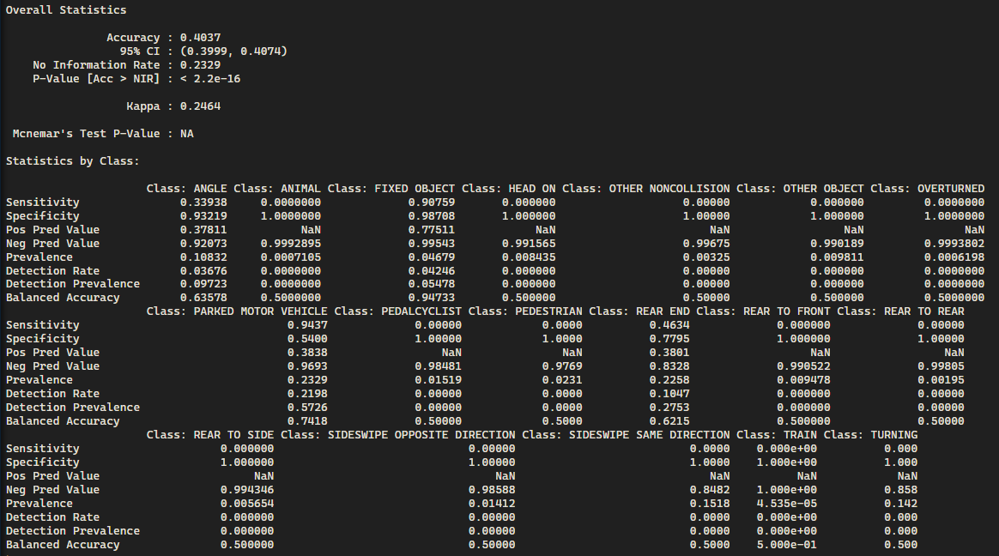 Overall Statistics
Accuracy : 0.4037
95% CI : (0.3999, 0.4074)
No Information Rate : 0.2329
P-Value [Acc > NIR] : < 2.2e-16
Kappa : 0.2464
Mcnemar's Test P-Value : NA
Statistics by Class:
Class: ANGLE Class: ANIMAL Class: FIXED OBJECT Class: HEAD ON Class: OTHER NONCOLLISION Class: OTHER OBJECT Class: OVERTURNED
Sensitivity 0.33938 0.0000000 0.90759 0.000000 0.00000 0.000000 0.0000000
Specificity 0.93219 1.0000000 0.98708 1.000000 1.00000 1.000000 1.0000000
Pos Pred Value 0.37811 NaN 0.77511 NaN NaN NaN NaN
Neg Pred Value 0.92073 0.9992895 0.99543 0.991565 0.99675 0.990189 0.9993802
Prevalence 0.10832 0.0007105 0.04679 0.008435 0.00325 0.009811 0.0006198
Detection Rate 0.03676 0.0000000 0.04246 0.000000 0.00000 0.000000 0.0000000
Detection Prevalence 0.09723 0.0000000 0.05478 0.000000 0.00000 0.000000 0.0000000
Balanced Accuracy 0.63578 0.5000000 0.94733 0.500000 0.50000 0.500000 0.5000000
Class: PARKED MOTOR VEHICLE Class: PEDALCYCLIST Class: PEDESTRIAN Class: REAR END Class: REAR TO FRONT Class: REAR TO REAR
Sensitivity 0.9437 0.00000 0.0000 0.4634 0.000000 0.00000
Specificity 0.5400 1.00000 1.0000 0.7795 1.000000 1.00000
Pos Pred Value 0.3838 NaN NaN 0.3801 NaN NaN
Neg Pred Value 0.9693 0.98481 0.9769 0.8328 0.990522 0.99805
Prevalence 0.2329 0.01519 0.0231 0.2258 0.009478 0.00195
Detection Rate 0.2198 0.00000 0.0000 0.1047 0.000000 0.00000
Detection Prevalence 0.5726 0.00000 0.0000 0.2753 0.000000 0.00000
Balanced Accuracy 0.7418 0.50000 0.5000 0.6215 0.500000 0.50000
Class: REAR TO SIDE Class: SIDESWIPE OPPOSITE DIRECTION Class: SIDESWIPE SAME DIRECTION Class: TRAIN Class: TURNING
Sensitivity 0.000000 0.00000 0.0000 0.000e+00 0.000
Specificity 1.000000 1.00000 1.0000 1.000e+00 1.000
Pos Pred Value NaN NaN NaN NaN NaN
Neg Pred Value 0.994346 0.98588 0.8482 1.000e+00 0.858
Prevalence 0.005654 0.01412 0.1518 4.535e-05 0.142
Detection Rate 0.000000 0.00000 0.0000 0.000e+00 0.000
Detection Prevalence 0.000000 0.00000 0.0000 0.000e+00 0.000
Balanced Accuracy 0.500000 0.50000 0.5000 5.000e-01 0.500